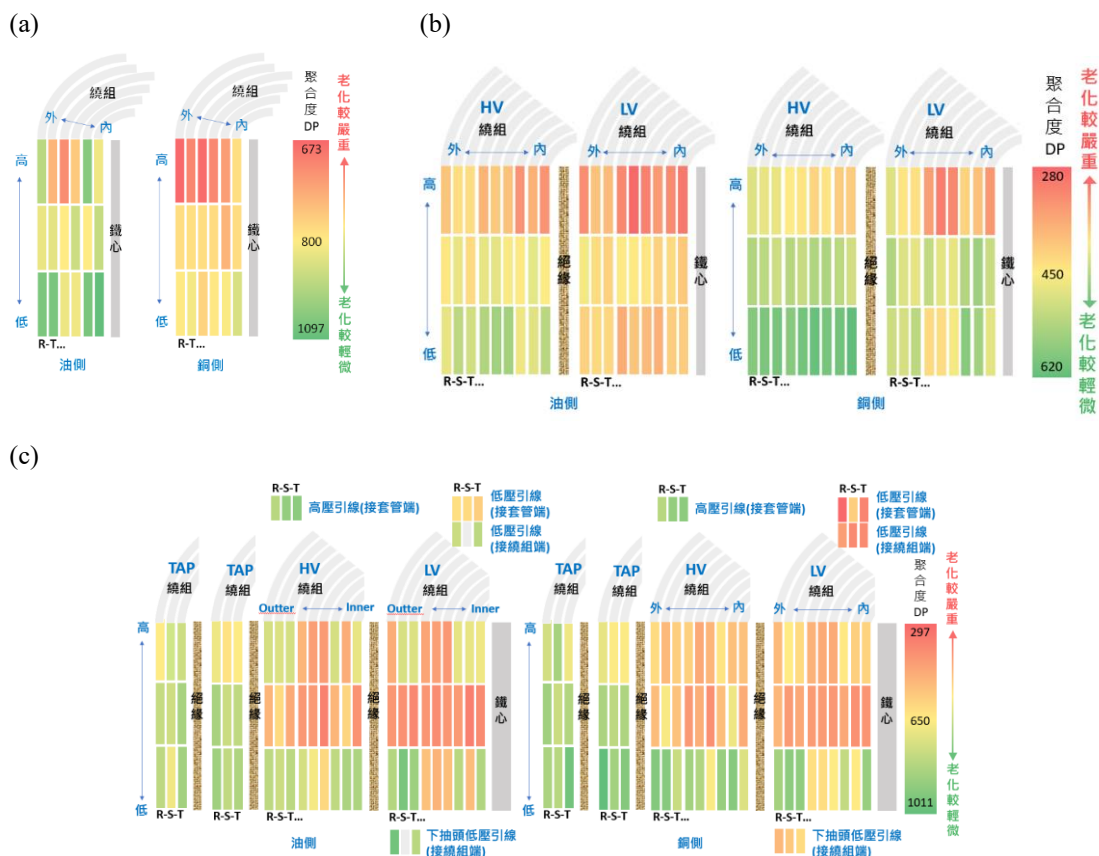 (a)
繞組
外
內
高
低
鐵心
R-T...
油側
繞組
外
內
高
低
鐵心
R-T...
銅側
聚合度
DP
673
800
1097
老化較嚴重
老化較輕微
(b)
HV
繞組
外
內
LV
繞組
高
低
絕緣
鐵心
R-S-T...
R-S-T...
油側
HV
繞組
外
內
LV
繞組
外
內
高
低
絕緣
鐵心
R-S-T...
R-S-T...
銅側
聚合度
DP
280
450
620
老化較嚴重
老化較輕微
(c)
R-S-T
高壓引線(接套管端)
R-S-T
低壓引線
(接套管端)
低壓引線
(接繞組端)
TAP
繞組
TAP
繞組
HV
繞組
Outter
Inner
LV
繞組
Outter
Inner
高
低
絕緣
絕緣
鐵心
R-S-T
R-S-T
R-S-T...
R-S-T...
油側
下抽頭低壓引線
(接繞組端)
R-S-T
高壓引線(接套管端)
R-S-T
低壓引線
(接套管端)
低壓引線
(接繞組端)
TAP
繞組
TAP
繞組
HV
繞組
外
內
LV
繞組
外
內
絕緣
絕緣
鐵心
R-S-T
R-S-T
R-S-T...
R-S-T...
銅側
下抽頭低壓引線
(接繞組端)
聚合度
DP
297
650
1011
老化較嚴重
老化較輕微